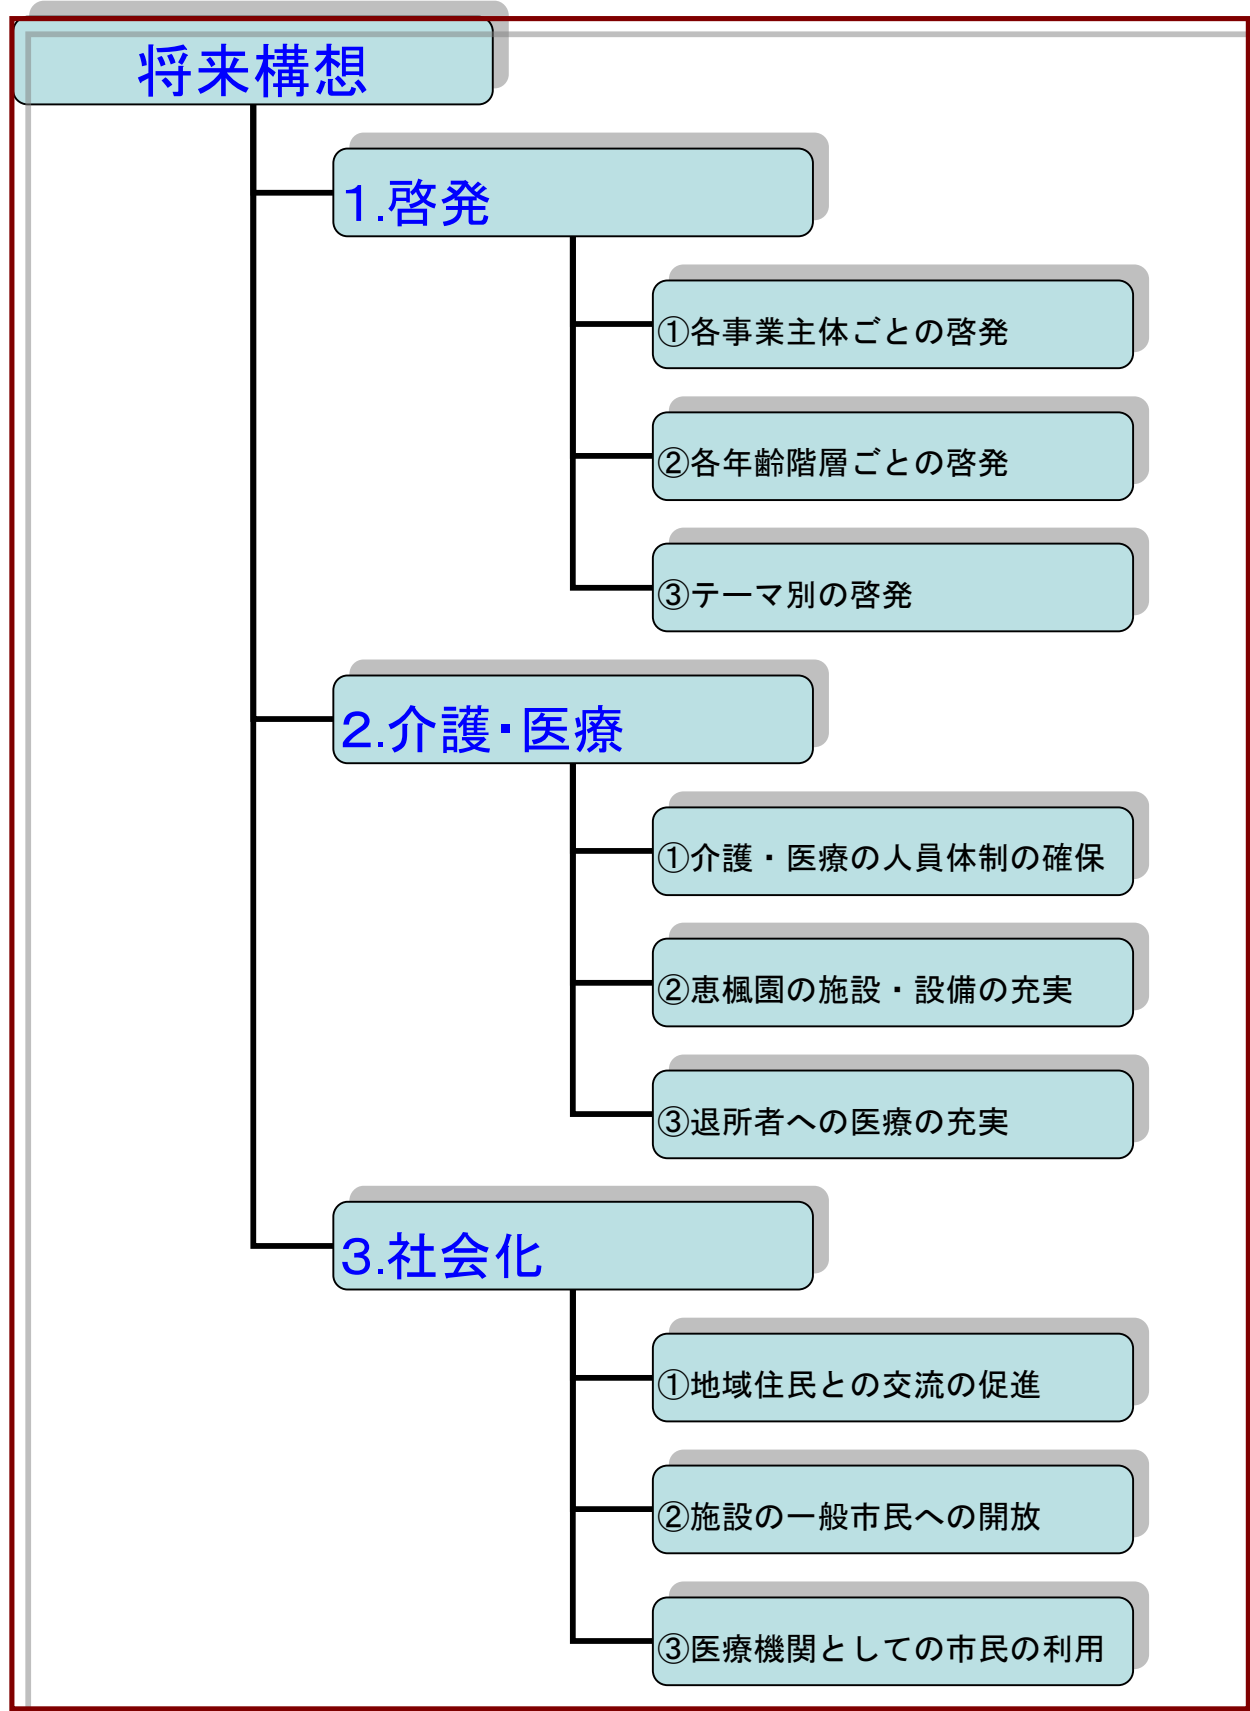 将来構想
1.啓発
①各事業主体ごとの啓発
②各年齢階層ごとの啓発
③テーマ別の啓発
2.介護・医療
①介護・医療の人員体制の確保
②恵楓園の施設・設備の充実
③退所者への医療の充実
3.社会化
①地域住民との交流の促進
②施設の一般市民への開放
③医療機関としての市民の利用